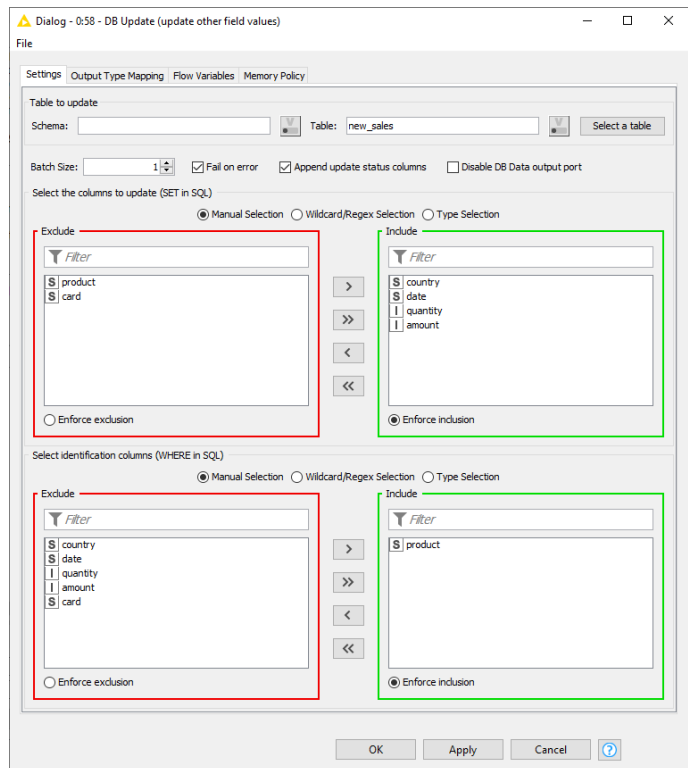 Dialog - 0:58 - DB Update (update other field values)
File
Settings Output Type Mapping Flow Variables Memory Policy
Table to update
Schema: V Table: new_sales V Select a table
Batch Size: 1 Fail on error Append update status columns Disable DB Data output port
Select the columns to update (SET in SQL)
Manual Selection Wildcard/Regex Selection Type Selection
Exclude Include
Filter Filter
S product S country
S card S date
I quantity
I amount
>
>>
<
<<
Enforce exclusion Enforce inclusion
Select identification columns (WHERE in SQL)
Manual Selection Wildcard/Regex Selection Type Selection
Exclude Include
Filter Filter
S country S product
S date
I quantity
I amount
S card
>
>>
<
<<
Enforce exclusion Enforce inclusion
OK Apply Cancel ?